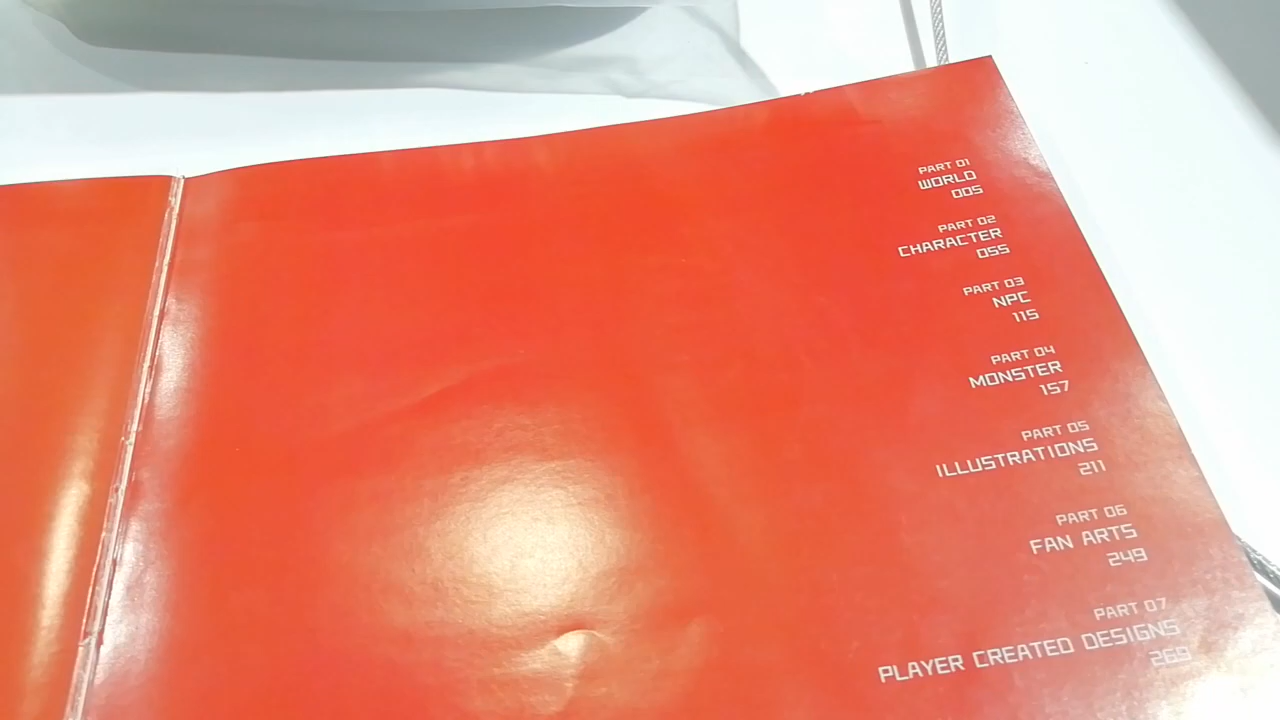 PART 01
WORLD
005
PART 02
CHARACTER
055
PART 03
NPC
115
PART 04
MONSTER
157
PART 05
ILLUSTRATIONS
211
PART 06
FAN ARTS
249
PART 07
PLAYER CREATED DESIGNS
269